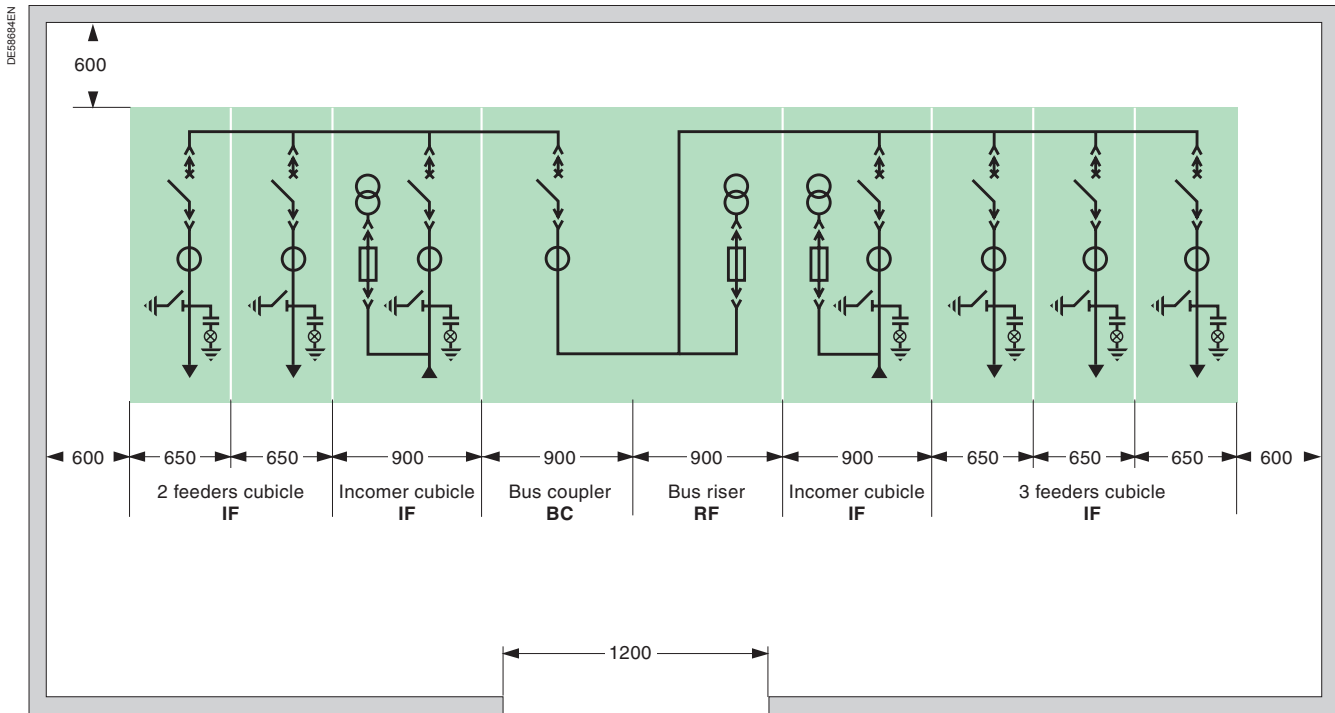 DE58684EN
600
600 650 650 900 900 900 900 650 650 650 600
2 feeders cubicle Incomer cubicle Bus coupler Bus riser Incomer cubicle 3 feeders cubicle
IF IF BC RF IF IF
1200